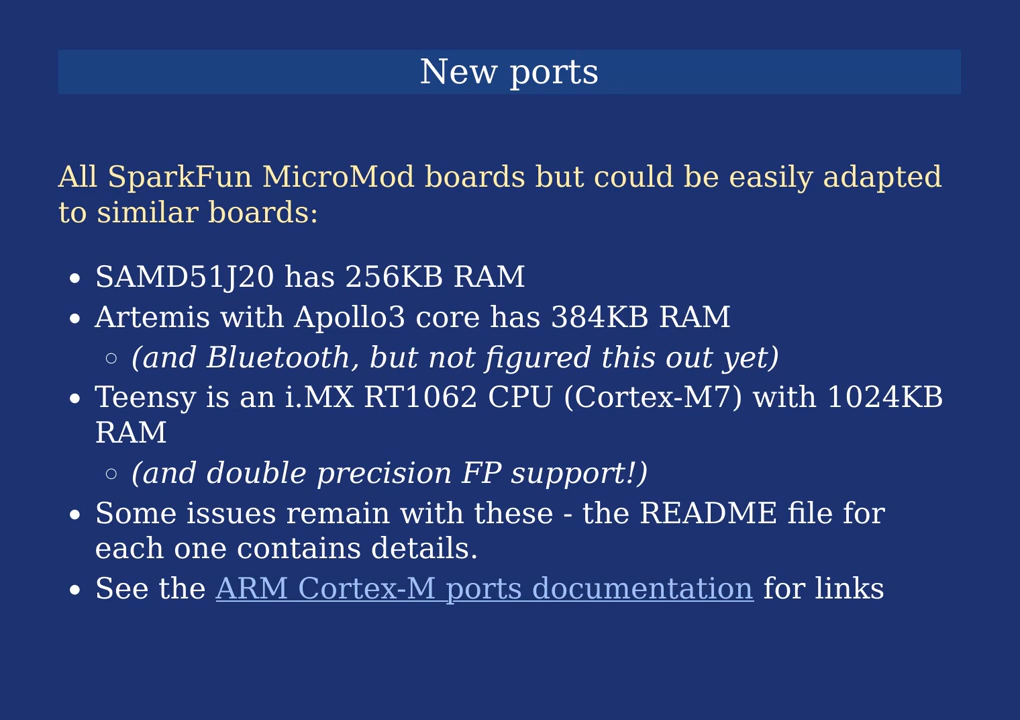 New ports
All SparkFun MicroMod boards but could be easily adapted
to similar boards:
• SAMD51J20 has 256KB RAM
• Artemis with Apollo3 core has 384KB RAM
◦ (and Bluetooth, but not figured this out yet)
• Teensy is an i.MX RT1062 CPU (Cortex-M7) with 1024KB
RAM
◦ (and double precision FP support!)
• Some issues remain with these - the README file for
each one contains details.
• See the ARM Cortex-M ports documentation for links